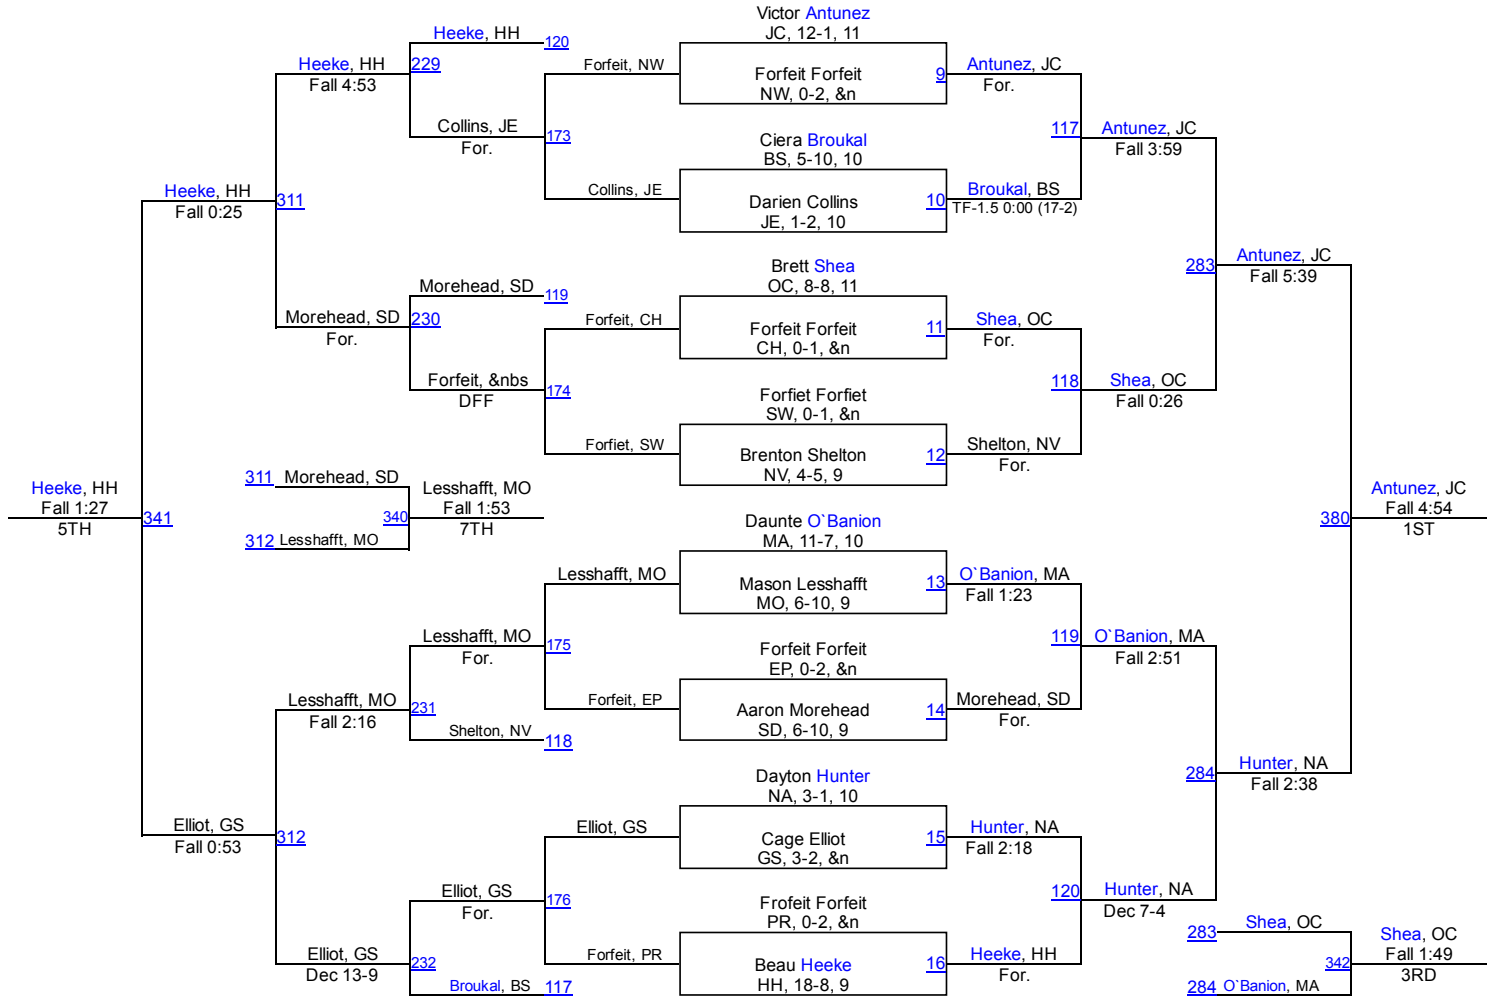 Victor Antunez
JC, 12-1, 11
Heeke, HH
120
Heeke, HH
229
Fall 4:53
Forfeit, NW
Forfeit Forfeit
NW, 0-2, &n
9
Antunez, JC
For.
Collins, JE
For.
173
117
Antunez, JC
Fall 3:59
Ciera Broukal
BS, 5-10, 10
Heeke, HH
Fall 0:25
311
Collins, JE
Darien Collins
JE, 1-2, 10
10
Broukal, BS
TF-1.5 0:00 (17-2)
Brett Shea
OC, 8-8, 11
283
Antunez, JC
Fall 5:39
Morehead, SD
119
Morehead, SD
For.
230
Forfeit, CH
Forfeit Forfeit
CH, 0-1, &n
11
Shea, OC
For.
Forfeit, &nbs
DFF
174
118
Shea, OC
Fall 0:26
Forfiet Forfiet
SW, 0-1, &n
Forfiet, SW
Brenton Shelton
NV, 4-5, 9
12
Shelton, NV
For.
311
Morehead, SD
Heeke, HH
Fall 1:27
5TH
341
340
Lesshafft, MO
Fall 1:53
7TH
312
Lesshafft, MO
380
Antunez, JC
Fall 4:54
1ST
Daunte O`Banion
MA, 11-7, 10
Lesshafft, MO
Mason Lesshafft
MO, 6-10, 9
13
O`Banion, MA
Fall 1:23
Lesshafft, MO
For.
175
119
O`Banion, MA
Fall 2:51
Forfeit Forfeit
EP, 0-2, &n
Lesshafft, MO
Fall 2:16
231
Forfeit, EP
Aaron Morehead
SD, 6-10, 9
14
Morehead, SD
For.
Shelton, NV
118
Dayton Hunter
NA, 3-1, 10
284
Hunter, NA
Fall 2:38
Elliot, GS
Fall 0:53
312
Elliot, GS
Cage Elliot
GS, 3-2, &n
15
Hunter, NA
Fall 2:18
Elliot, GS
For.
176
120
Hunter, NA
Dec 7-4
Frofeit Forfeit
PR, 0-2, &n
Elliot, GS
Dec 13-9
232
Forfeit, PR
Beau Heeke
HH, 18-8, 9
16
Heeke, HH
For.
Broukal, BS
117
283
Shea, OC
342
Shea, OC
Fall 1:49
3RD
284
O`Banion, MA